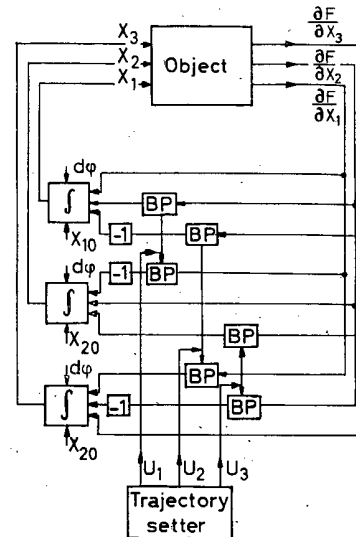 X₃
X₂
X₁
Object
∂F/∂X₃
∂F/∂X₂
∂F/∂X₁
dφ
∫
X₁₀
BP
-1
BP
dφ
∫
X₂₀
-1
BP
BP
dφ
∫
X₂₀
BP
-1
BP
U₁
U₂
U₃
Trajectory
setter